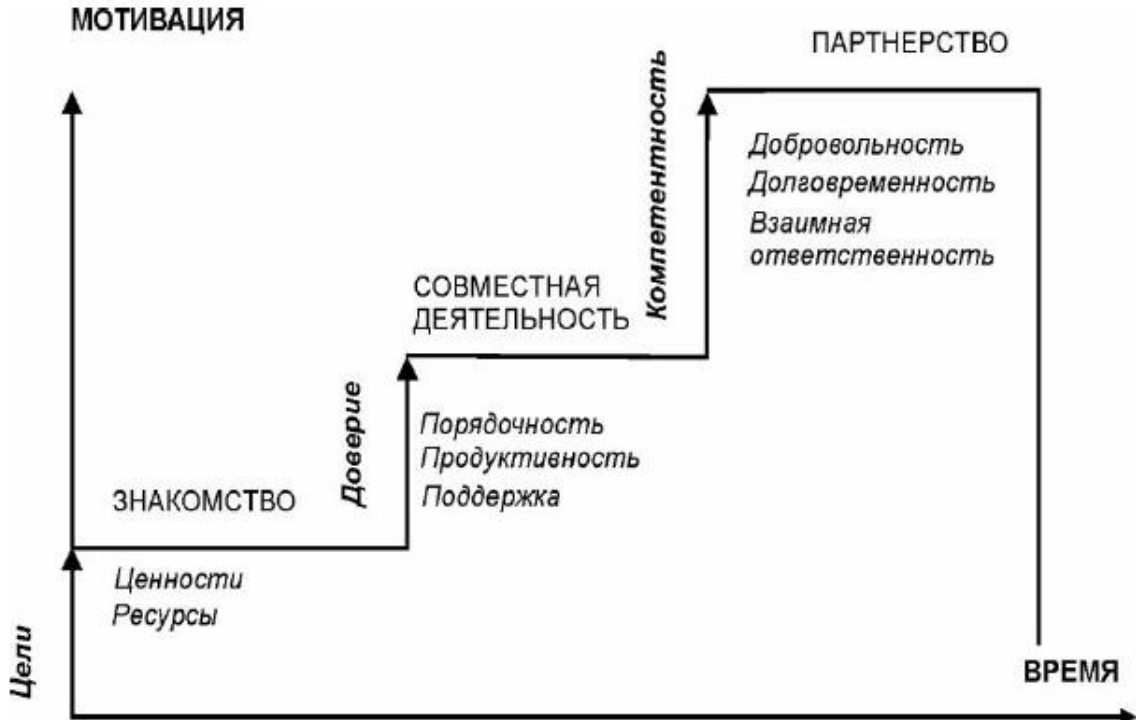 МОТИВАЦИЯ
ПАРТНЕРСТВО
Компетентность
Добровольность
Долговременность
Взаимная
ответственность
СОВМЕСТНАЯ
ДЕЯТЕЛЬНОСТЬ
Доверие
Порядочность
Продуктивность
Поддержка
ЗНАКОМСТВО
Ценности
Ресурсы
Цели
ВРЕМЯ